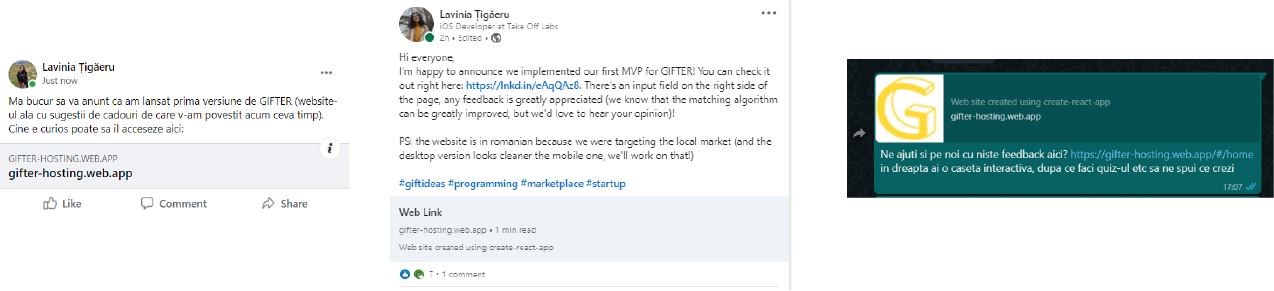 Lavinia Țigăeru
Just now
Ma bucur sa va anunt ca am lansat prima versiune de GIFTER (website-
ul ala cu sugestii de cadouri de care v-am povestit acum ceva timp).
Cine e curios poate sa il acceseze aici:
GIFTER-HOSTING.WEB.APP
gifter-hosting.web.app
Like
Comment
Share
Lavinia Țigăeru
iOS Developer at Take Off Labs
2h • Edited •
Hi everyone,
I'm happy to announce we implemented our first MVP for GIFTER! You can check it
out right here: https://lnkd.in/eAqQAz8. There's an input field on the right side of
the page, any feedback is greatly appreciated (we know that the matching algorithm
can be greatly improved, but we'd love to hear your opinion)!
PS: the website is in romanian because we were targeting the local market (and the
desktop version looks cleaner the mobile one, we'll work on that!)
#giftideas #programming #marketplace #startup
Web Link
gifter-hosting.web.app • 1 min read
Web site created using create-react-app
7 • 1 comment
G
Web site created using create-react-app
gifter-hosting.web.app
Ne ajuti si pe noi cu niste feedback aici? https://gifter-hosting.web.app/#/home
in dreapta ai o caseta interactiva, dupa ce faci quiz-ul etc sa ne spui ce crezi
17:07